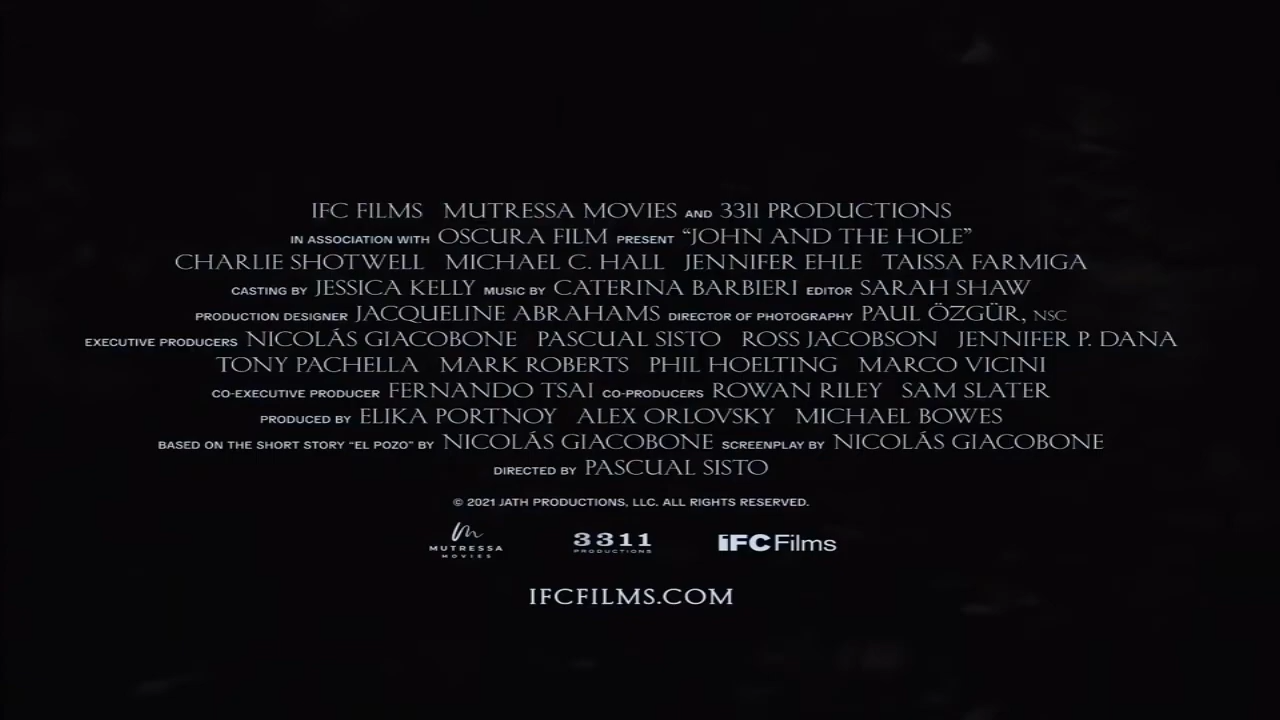 IFC FILMS MUTRESSA MOVIES AND 3311 PRODUCTIONS
IN ASSOCIATION WITH OSCURA FILM PRESENT “JOHN AND THE HOLE”
CHARLIE SHOTWELL MICHAEL C. HALL JENNIFER EHLE TAISSA FARMIGA
CASTING BY JESSICA KELLY MUSIC BY CATERINA BARBIERI EDITOR SARAH SHAW
PRODUCTION DESIGNER JACQUELINE ABRAHAMS DIRECTOR OF PHOTOGRAPHY PAUL ÖZGÜR, NSC
EXECUTIVE PRODUCERS NICOLÁS GIACOBONE PASCUAL SISTO ROSS JACOBSON JENNIFER P. DANA
TONY PACHELLA MARK ROBERTS PHIL HOELTING MARCO VICINI
CO-EXECUTIVE PRODUCER FERNANDO TSAI CO-PRODUCERS ROWAN RILEY SAM SLATER
PRODUCED BY ELIKA PORTNOY ALEX ORLOVSKY MICHAEL BOWES
BASED ON THE SHORT STORY “EL POZO” BY NICOLÁS GIACOBONE SCREENPLAY BY NICOLÁS GIACOBONE
DIRECTED BY PASCUAL SISTO
© 2021 JATH PRODUCTIONS, LLC. ALL RIGHTS RESERVED.
m
MUTRESSA
MOVIES
3311
PRODUCTIONS
IFC Films
IFCFILMS.COM